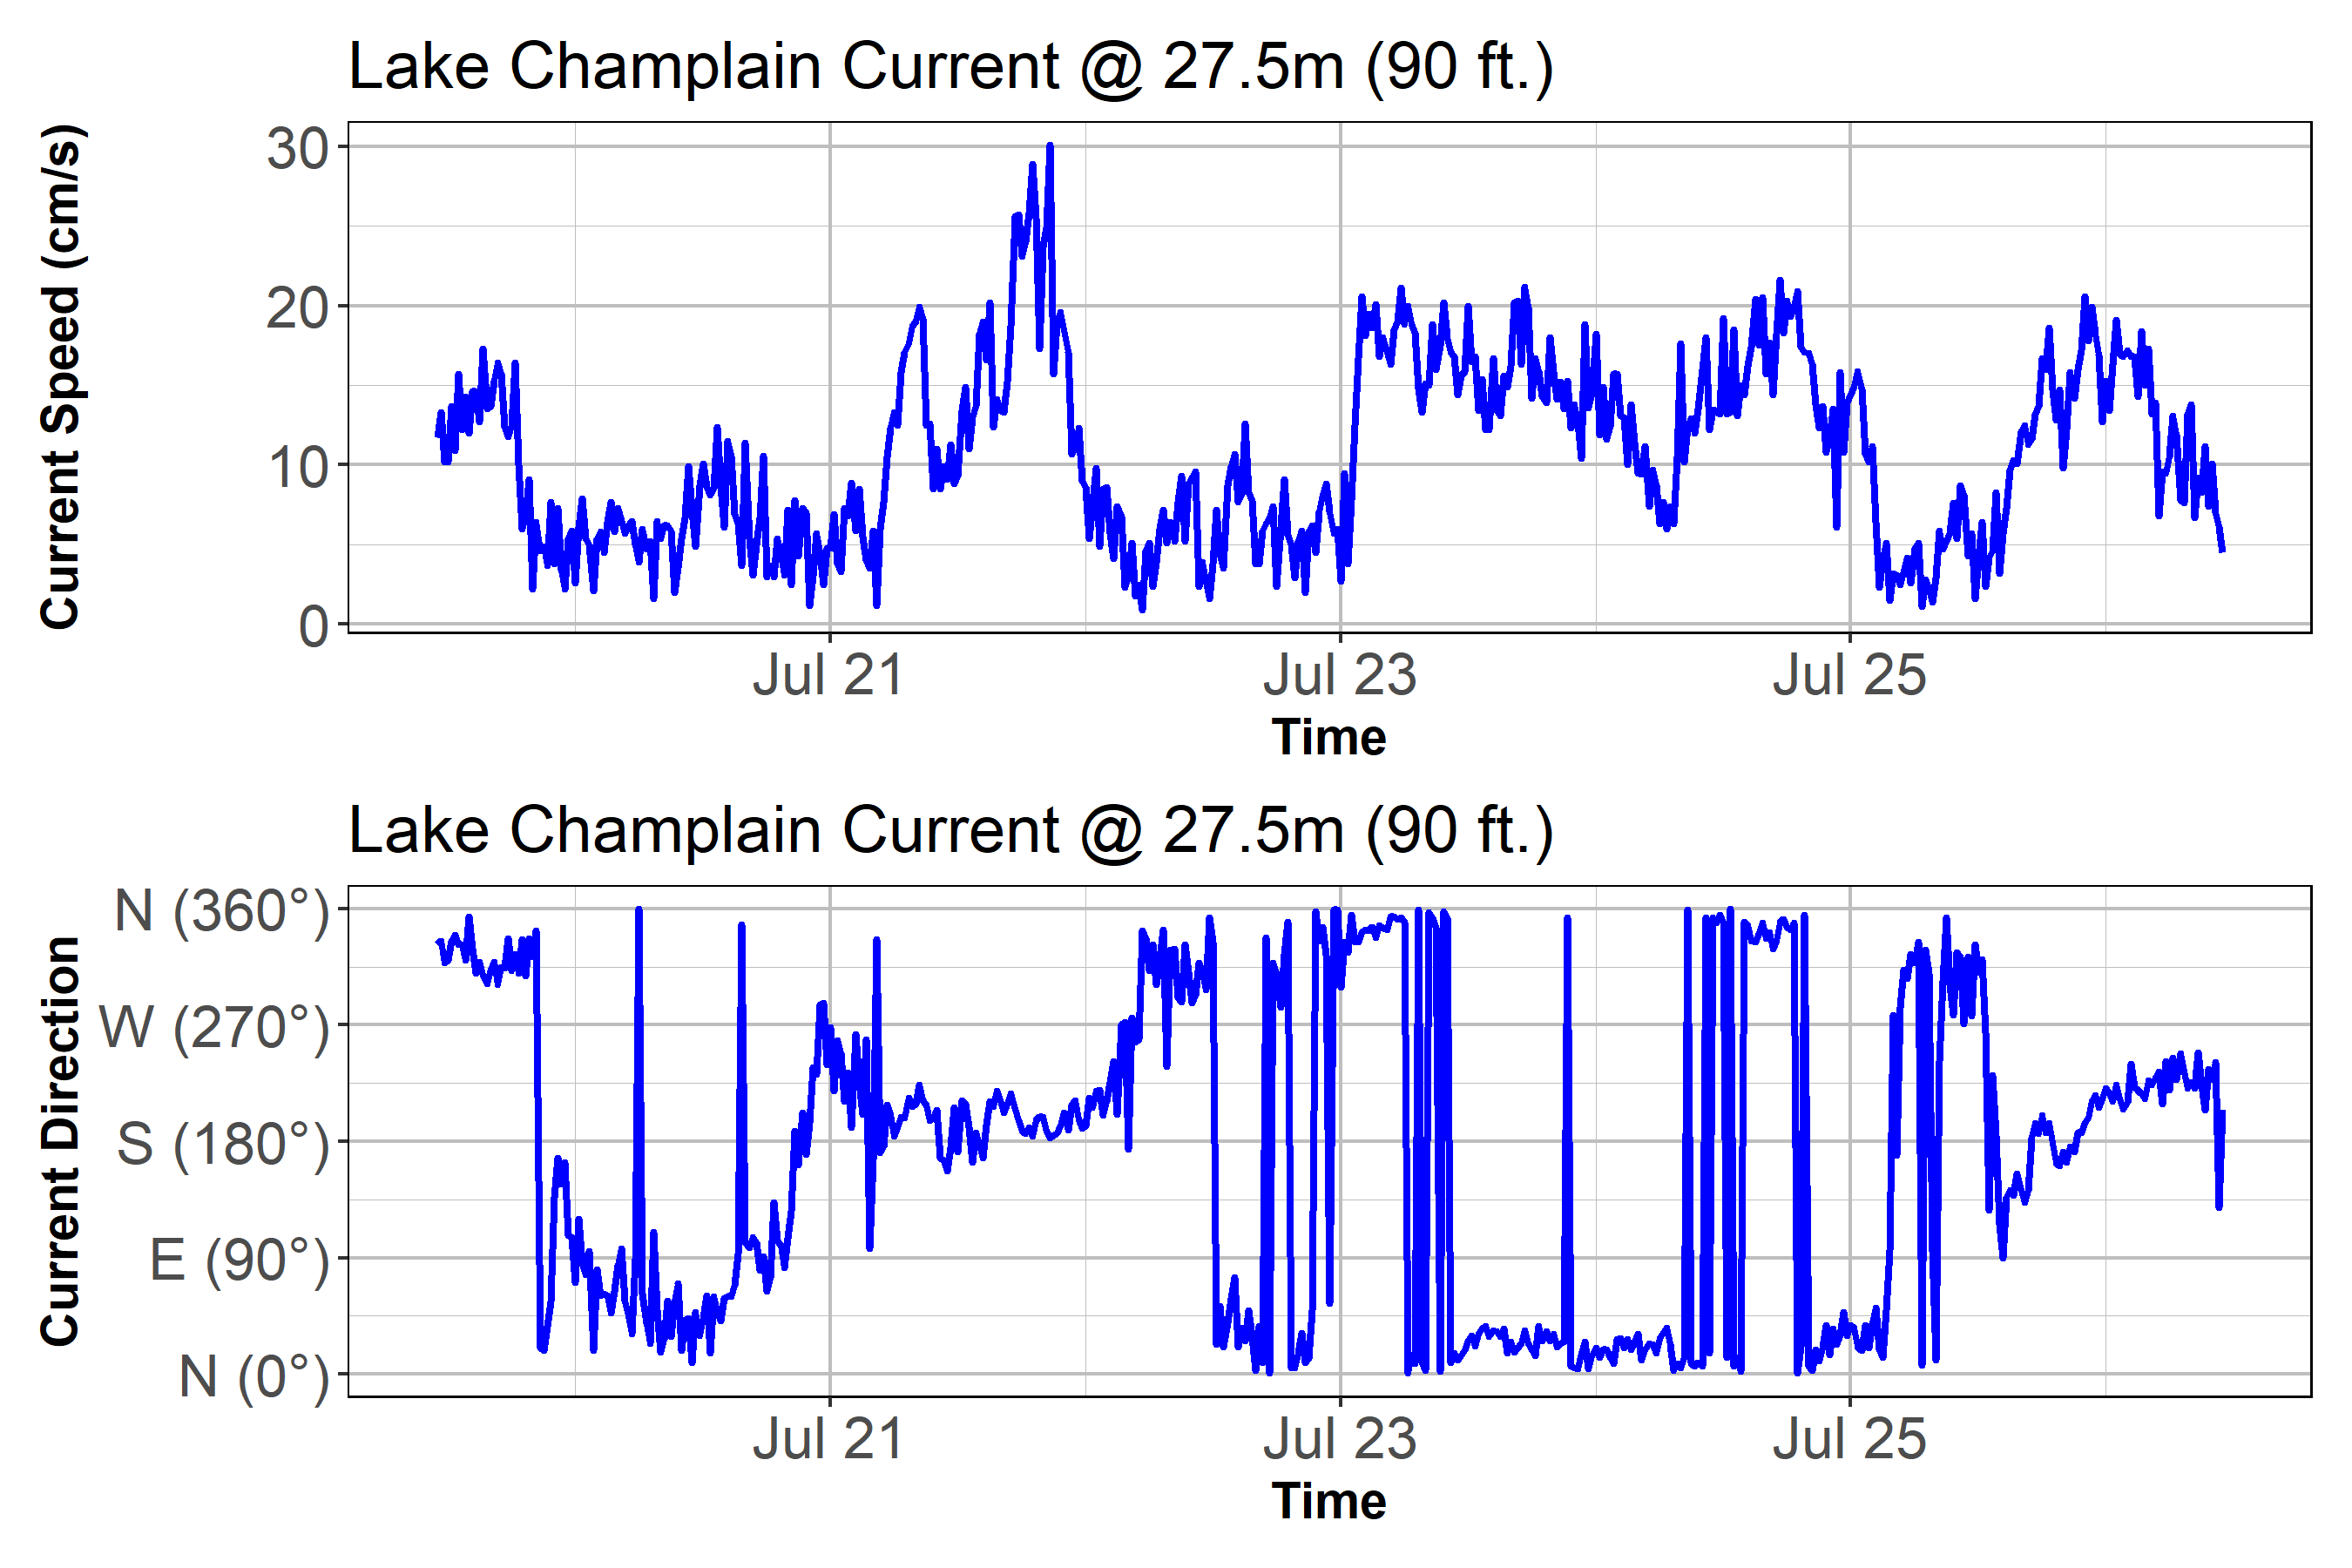 Lake Champlain Current @ 27.5m (90 ft.)
Current Speed (cm/s)
30
20
10
0
Jul 21 Jul 23 Jul 25
Time
Lake Champlain Current @ 27.5m (90 ft.)
Current Direction
N (360°)
W (270°)
S (180°)
E (90°)
N (0°)
Jul 21 Jul 23 Jul 25
Time